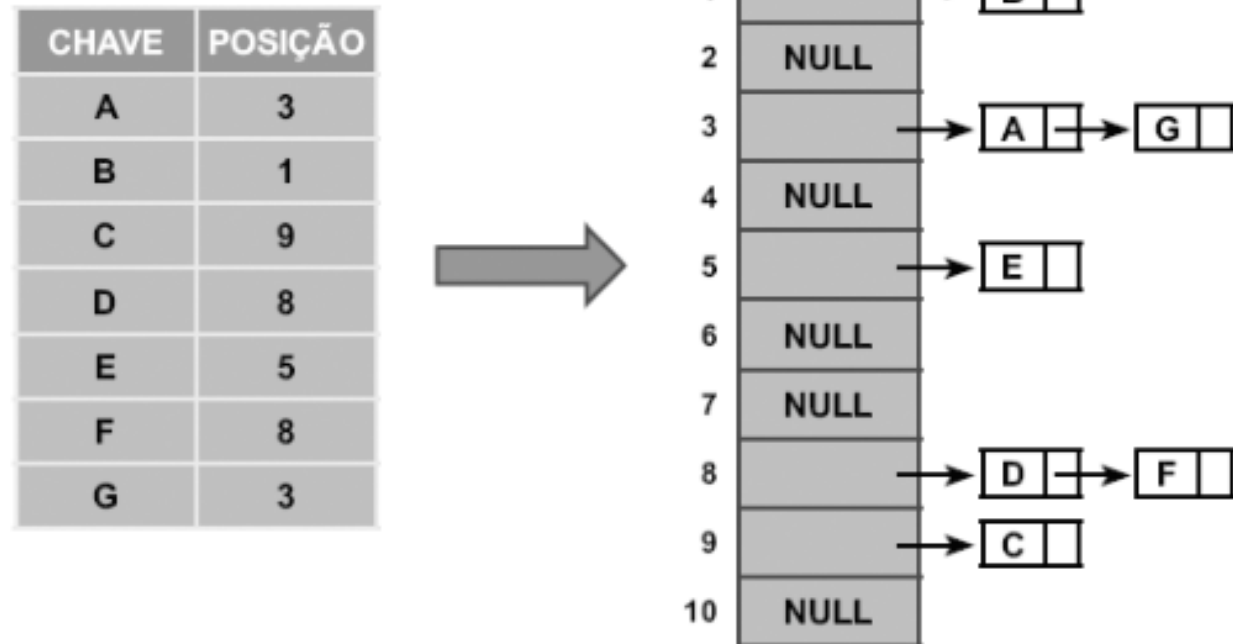 CHAVE POSIÇÃO
A 3
B 1
C 9
D 8
E 5
F 8
G 3
2 NULL
3 A G
4 NULL
5 E
6 NULL
7 NULL
8 D F
9 C
10 NULL